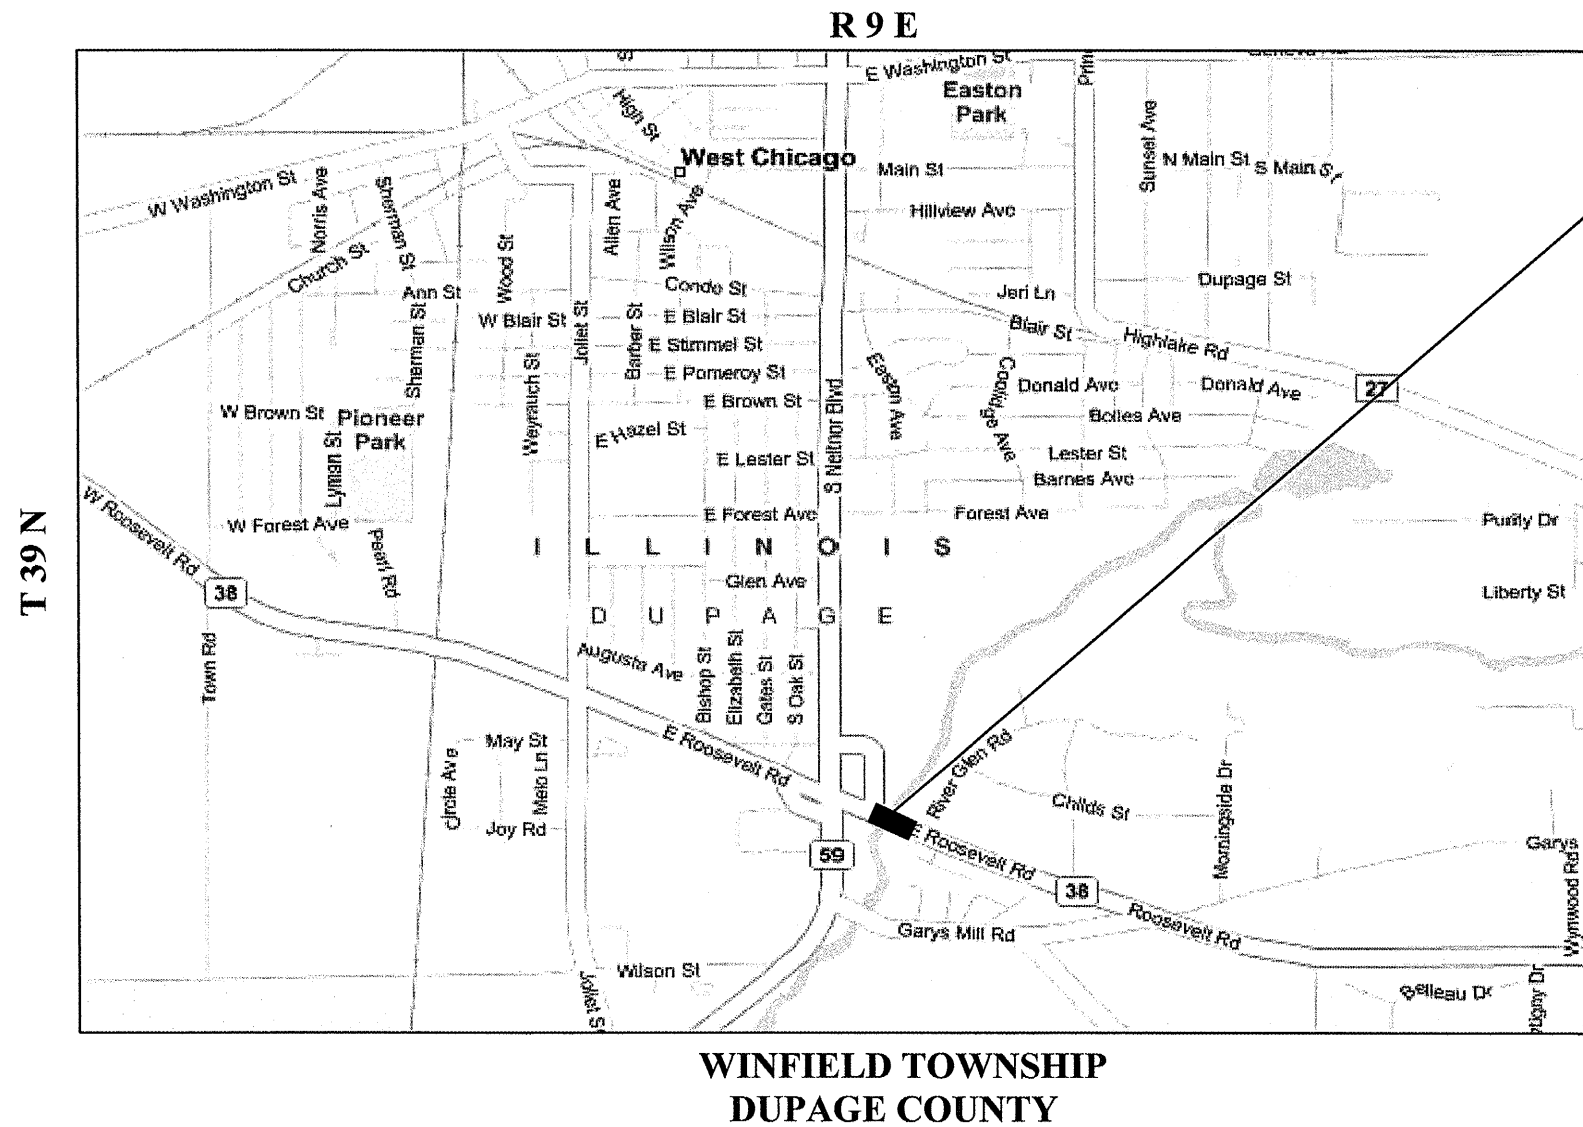 R 9 E
E Washington St
Easton
Park
Sunset Ave
High St
West Chicago
Main St
N Main St
S Main St
W Washington St
Norris Ave
Sherman St
Allen Ave
Wilson Ave
Hillview Ave
Church St
Wood St
Ann St
Conde St
Jeri Ln
Dupage St
W Blair St
Joliet St
Barber St
E Blair St
Blair St
Highlake Rd
E Stimmel St
Sherman St
Weyrauch St
E Pomeroy St
Easton Ave
Coolidge Ave
Donald Ave
Donald Ave
27
W Brown St
Pioneer
Park
E Brown St
S Neltnor Blvd
Bolles Ave
E Hazel St
Lyman St
E Lester St
Lester St
Barnes Ave
W Roosevelt Rd
W Forest Ave
E Forest Ave
Forest Ave
Purity Dr
T 39 N
Pearl Rd
I L L I N O I S
38
Glen Ave
Liberty St
D U P A G E
Town Rd
Augusta Ave
Bishop St
Elizabeth St
Gates St
S Oak St
May St
E Roosevelt Rd
River Glen Rd
Circle Ave
Melo Ln
Joy Rd
Childs St
Morningside Dr
E Roosevelt Rd
59
Garys
38
Wynwood Rd
Garys Mill Rd
Roosevelt Rd
Wilson St
Joliet St
Belleau Dr
WINFIELD TOWNSHIP
DUPAGE COUNTY